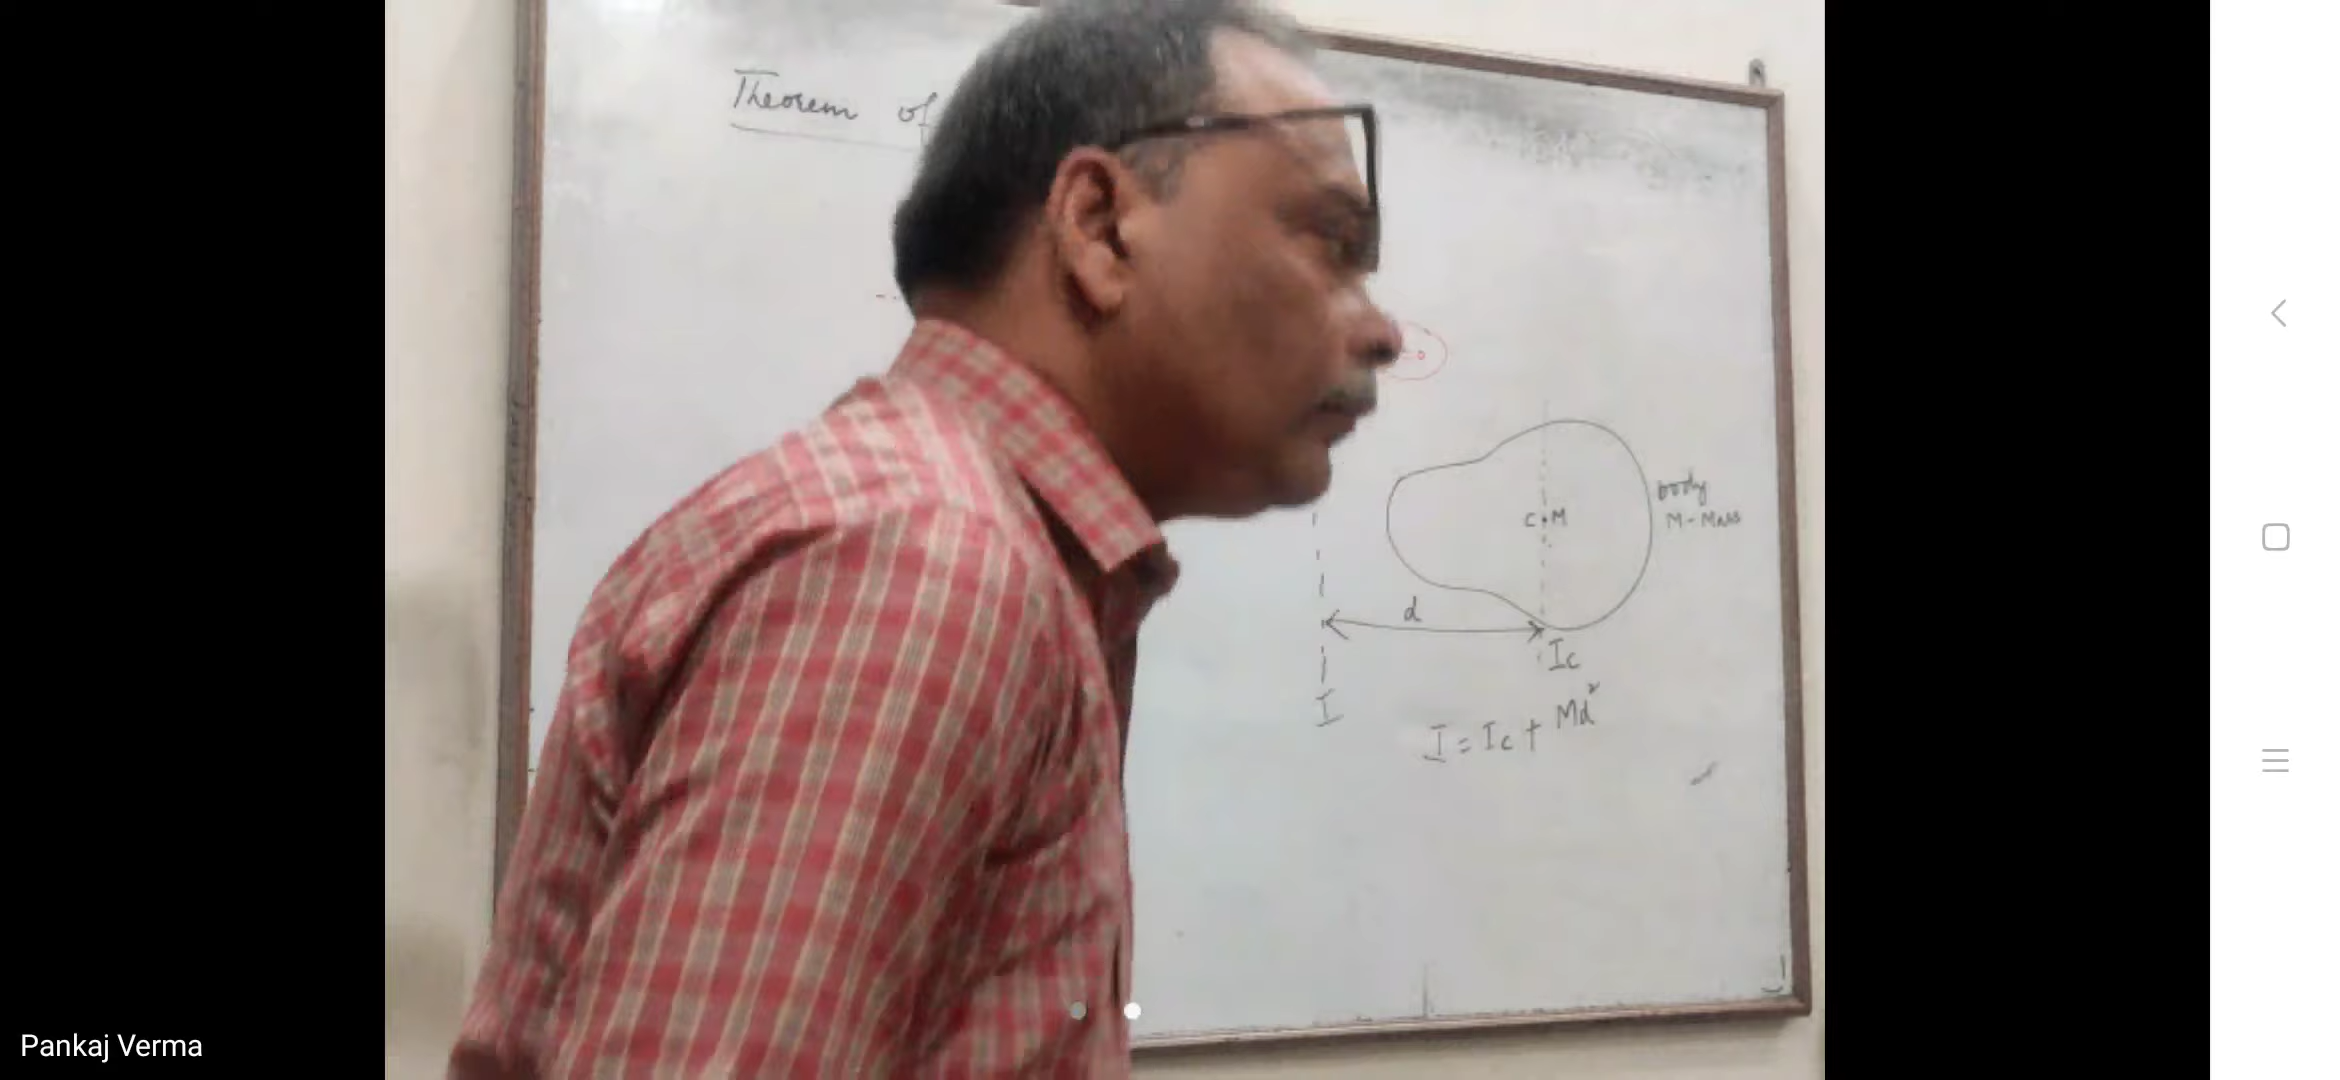 Theorem of
body
C M
M - Mass
d
Ic
I
I = Ic + Md²
Pankaj Verma